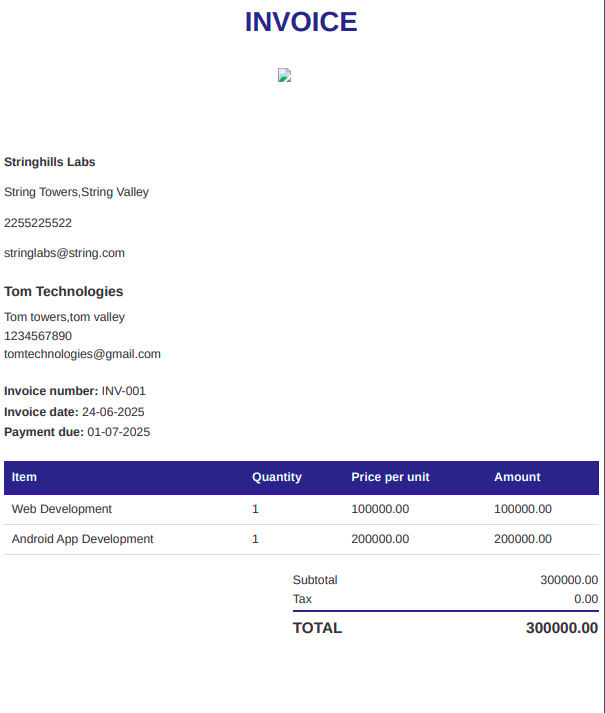 INVOICE
Stringhills Labs
String Towers,String Valley
2255225522
stringlabs@string.com
Tom Technologies
Tom towers,tom valley
1234567890
tomtechnologies@gmail.com
Invoice number: INV-001
Invoice date: 24-06-2025
Payment due: 01-07-2025
Item Quantity Price per unit Amount
Web Development 1 100000.00 100000.00
Android App Development 1 200000.00 200000.00
Subtotal 300000.00
Tax 0.00
TOTAL 300000.00